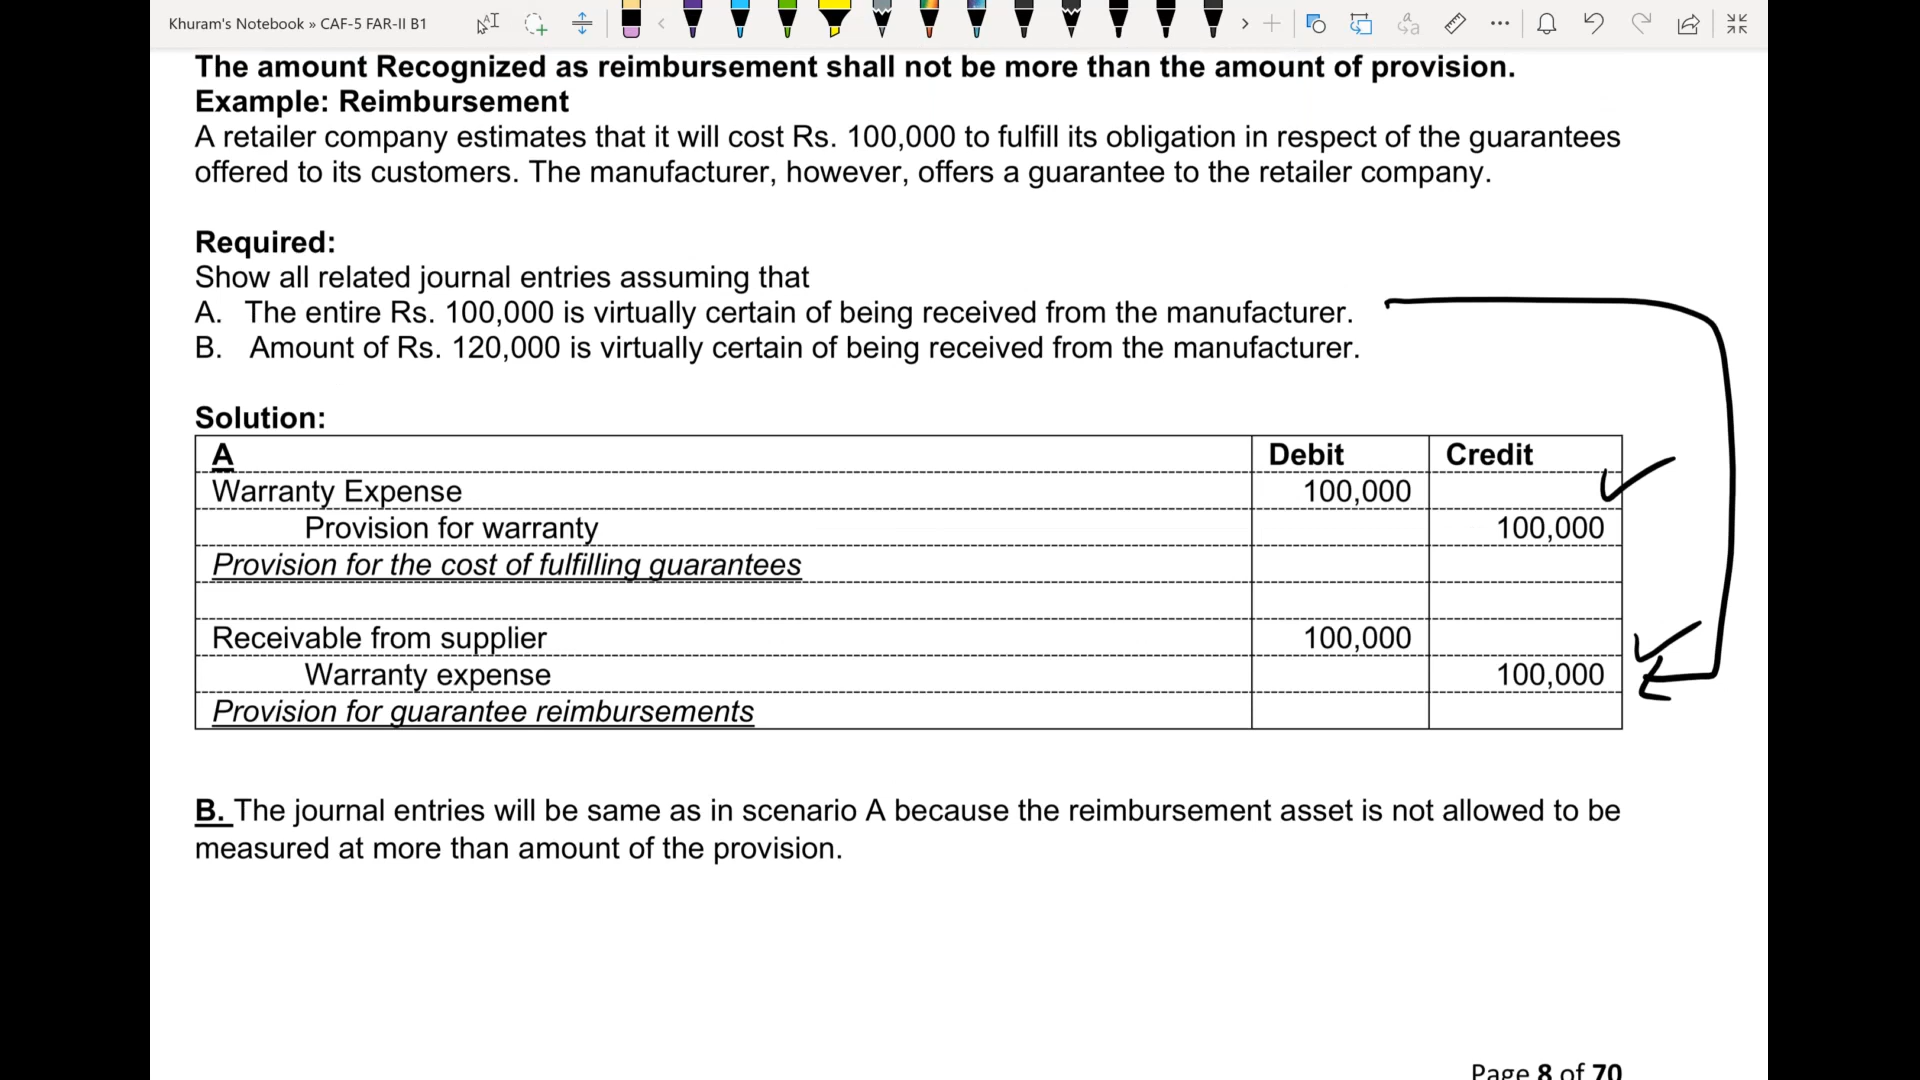 Khuram's Notebook » CAF-5 FAR-II B1
The amount Recognized as reimbursement shall not be more than the amount of provision.
Example: Reimbursement
A retailer company estimates that it will cost Rs. 100,000 to fulfill its obligation in respect of the guarantees
offered to its customers. The manufacturer, however, offers a guarantee to the retailer company.
Required:
Show all related journal entries assuming that
A. The entire Rs. 100,000 is virtually certain of being received from the manufacturer.
B. Amount of Rs. 120,000 is virtually certain of being received from the manufacturer.
Solution:
A Debit Credit
Warranty Expense 100,000
Provision for warranty 100,000
Provision for the cost of fulfilling guarantees
Receivable from supplier 100,000
Warranty expense 100,000
Provision for guarantee reimbursements
B. The journal entries will be same as in scenario A because the reimbursement asset is not allowed to be
measured at more than amount of the provision.
Page 8 of 70